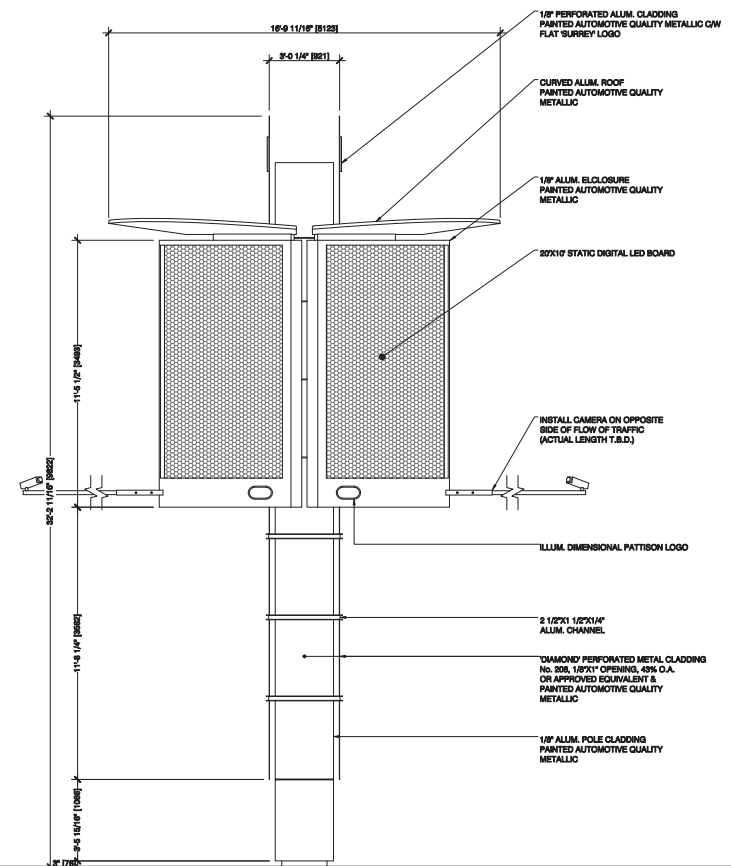 1/8" PERFORATED ALUM. CLADDING
PAINTED AUTOMOTIVE QUALITY METALLIC C/W
FLAT 'SURREY' LOGO
16'-9 11/16" [5123]
3'-0 1/4" [921]
CURVED ALUM. ROOF
PAINTED AUTOMOTIVE QUALITY
METALLIC
1/8" ALUM. ELCLOSURE
PAINTED AUTOMOTIVE QUALITY
METALLIC
20'X10' STATIC DIGITAL LED BOARD
11'-5 1/2" [3493]
INSTALL CAMERA ON OPPOSITE
SIDE OF FLOW OF TRAFFIC
(ACTUAL LENGTH T.B.D.)
32'-2 11/16" [9822]
ILLUM. DIMENSIONAL PATTISON LOGO
2 1/2"X1 1/2"X1/4"
ALUM. CHANNEL
11'-8 1/4" [3562]
'DIAMOND' PERFORATED METAL CLADDING
No. 208, 1/8"X1" OPENING, 43% O.A.
OR APPROVED EQUIVALENT &
PAINTED AUTOMOTIVE QUALITY
METALLIC
1/8" ALUM. POLE CLADDING
PAINTED AUTOMOTIVE QUALITY
METALLIC
3'-5 15/16"
3" [76]